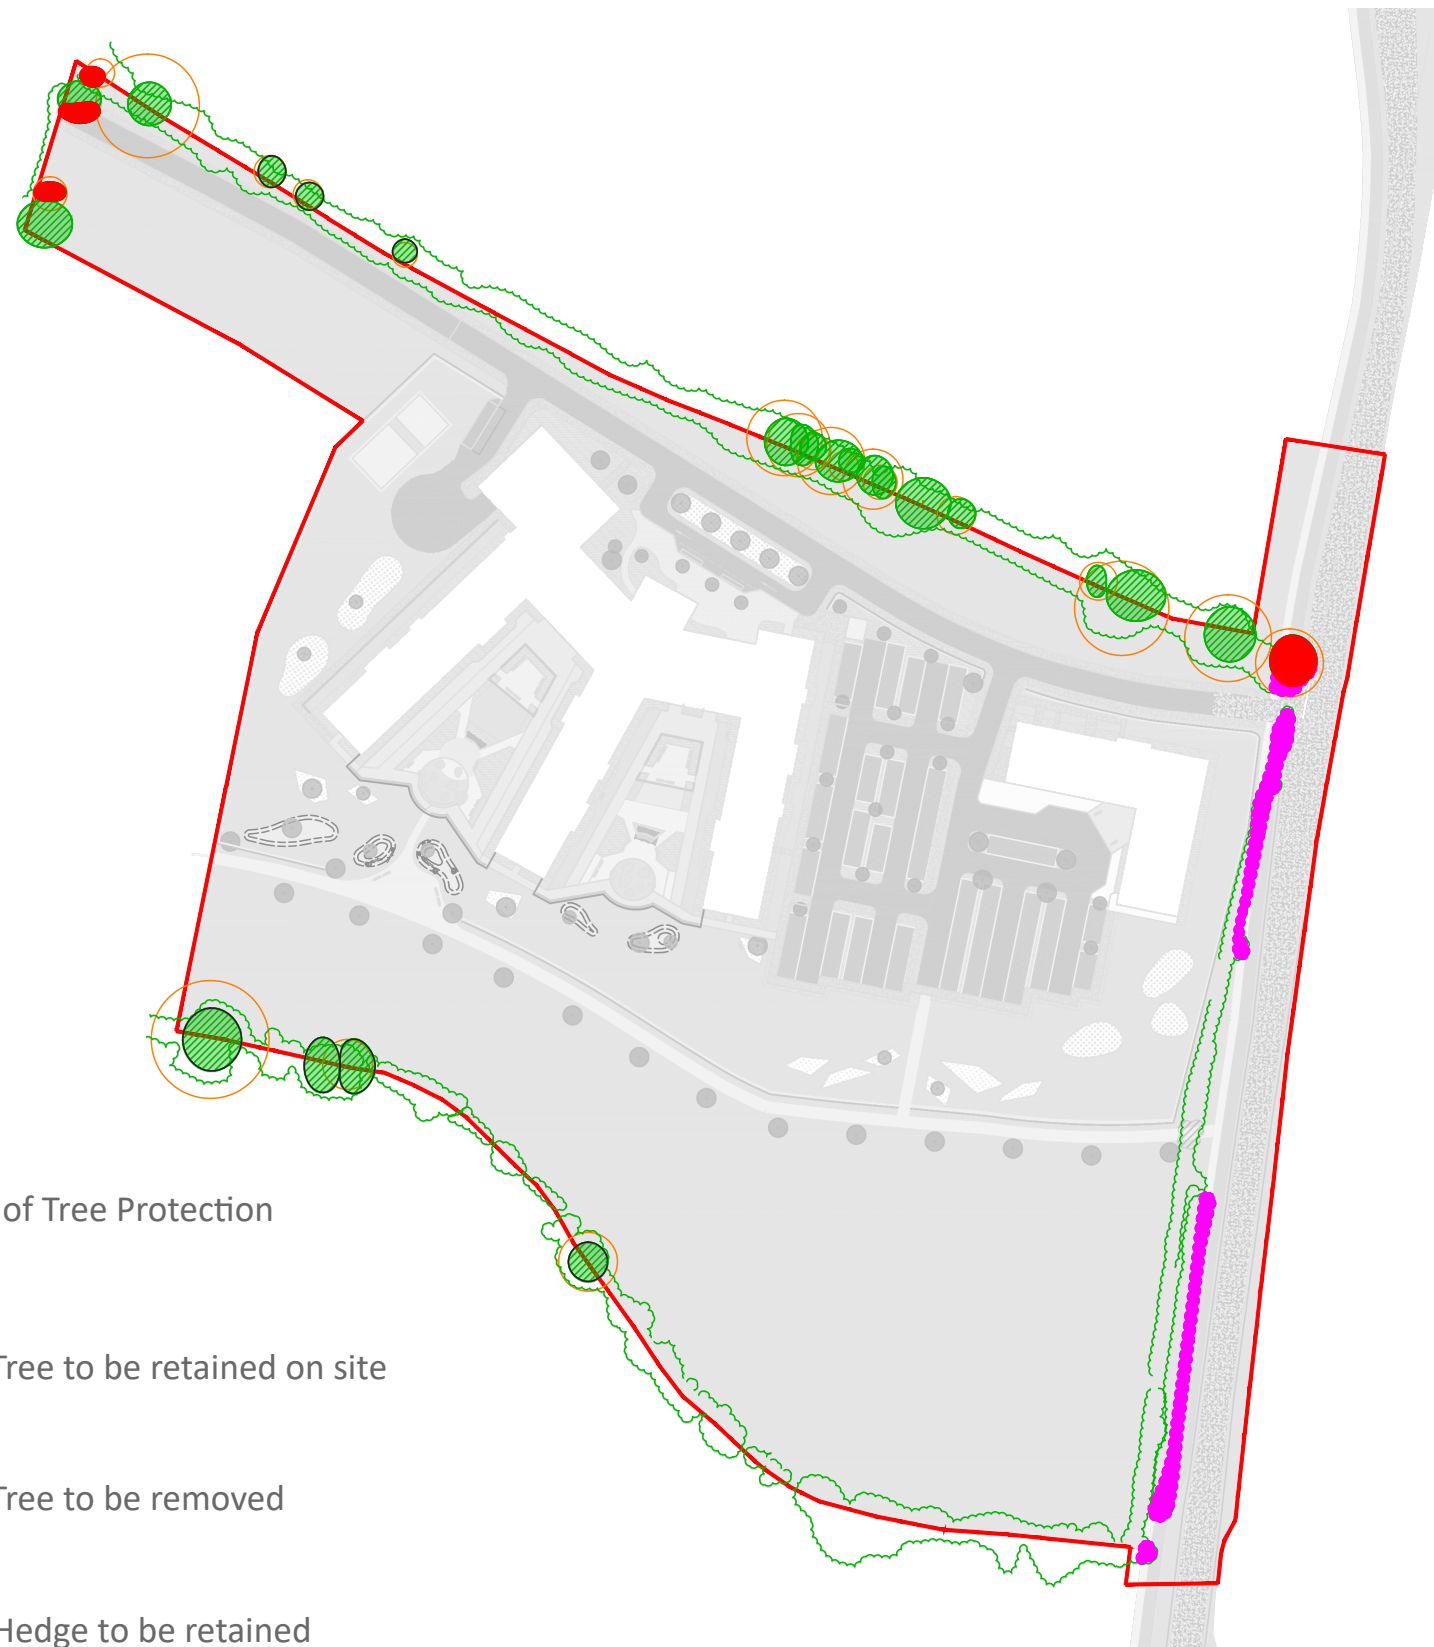 of Tree Protection
Tree to be retained on site
Tree to be removed
Hedge to be retained